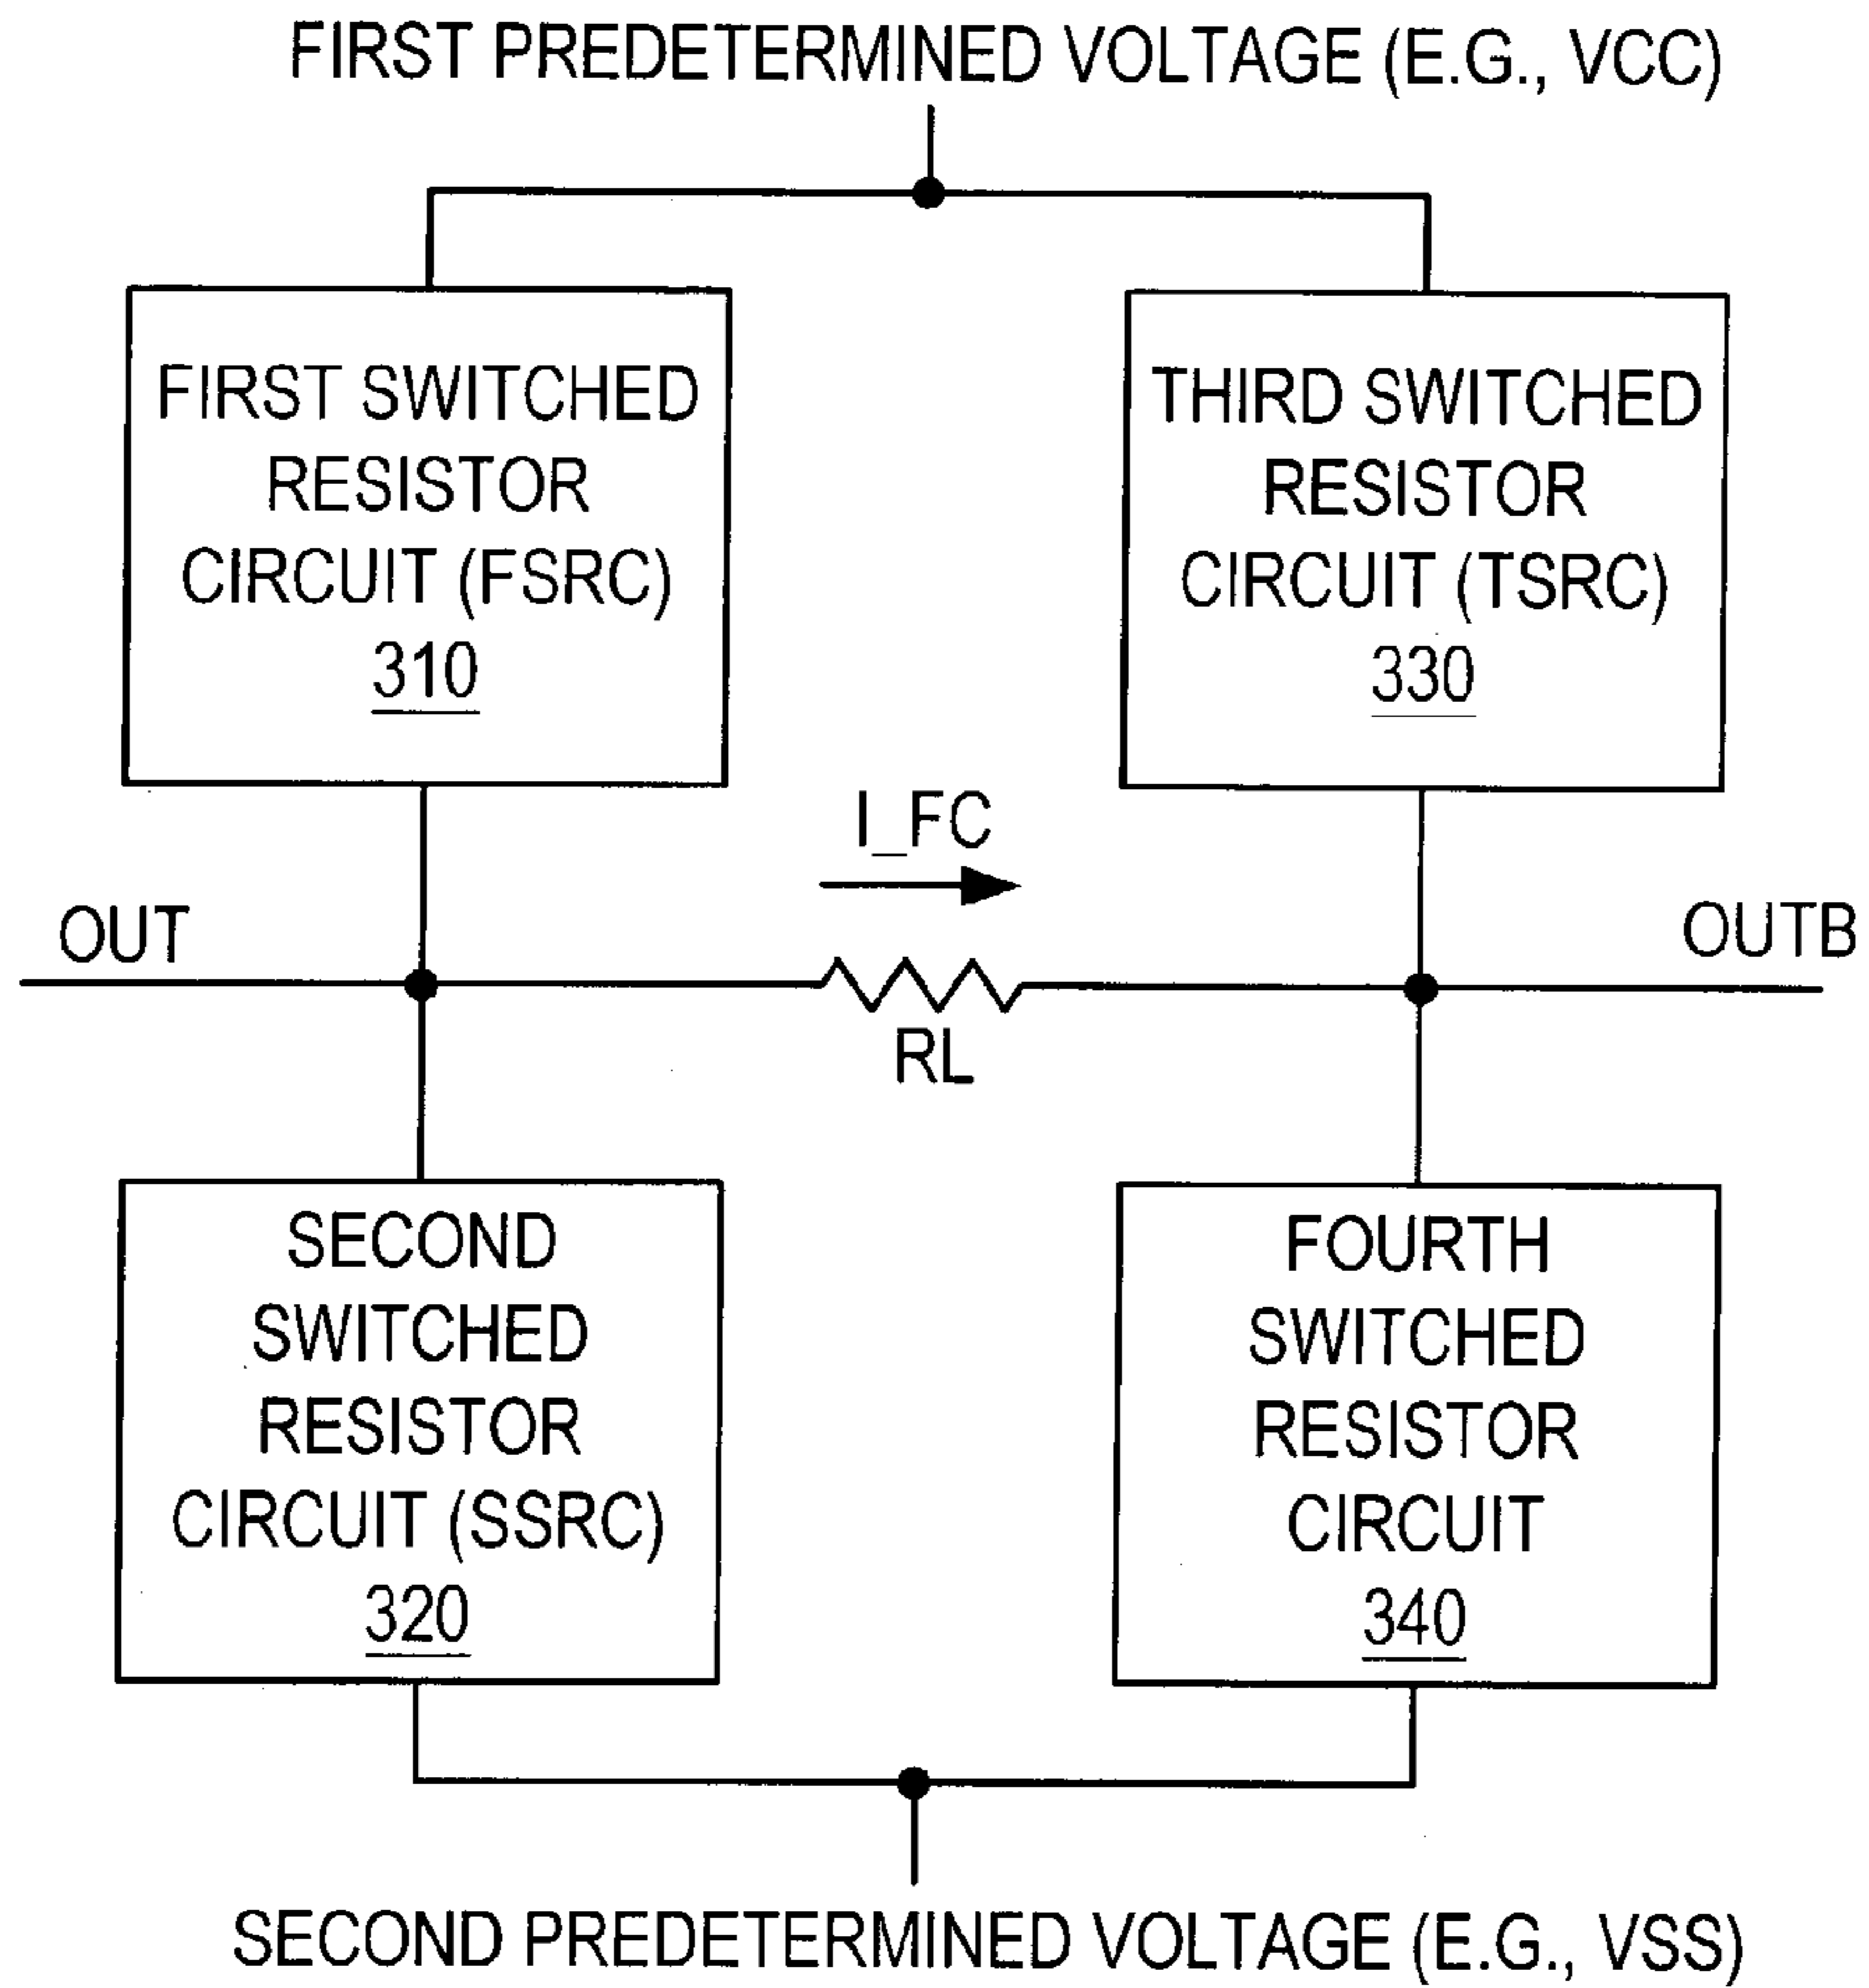 FIRST PREDETERMINED VOLTAGE (E.G., VCC)
FIRST SWITCHED
RESISTOR
CIRCUIT (FSRC)
310
THIRD SWITCHED
RESISTOR
CIRCUIT (TSRC)
330
I_FC
OUT
OUTB
RL
SECOND
SWITCHED
RESISTOR
CIRCUIT (SSRC)
320
FOURTH
SWITCHED
RESISTOR
CIRCUIT
340
SECOND PREDETERMINED VOLTAGE (E.G., VSS)